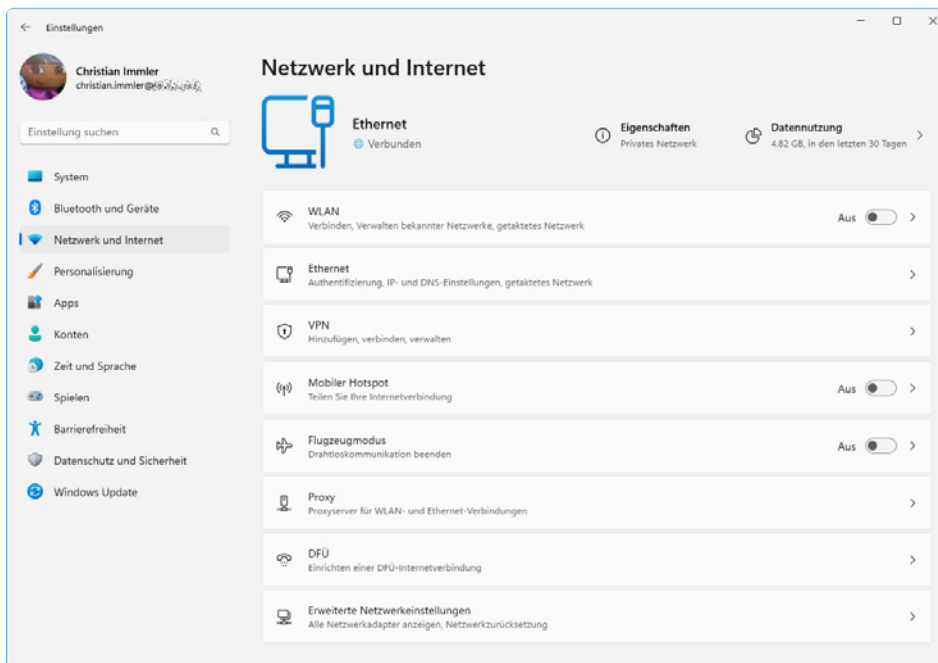 Einstellungen
Christian Immler
christian.immler@
Einstellung suchen
System
Bluetooth und Geräte
Netzwerk und Internet
Personalisierung
Apps
Konten
Zeit und Sprache
Spielen
Barrierefreiheit
Datenschutz und Sicherheit
Windows Update
Netzwerk und Internet
Ethernet
Verbunden
Eigenschaften
Privates Netzwerk
Datennutzung
4.82 GB, in den letzten 30 Tagen
WLAN
Verbinden, Verwalten bekannter Netzwerke, getaktetes Netzwerk
Aus
Ethernet
Authentifizierung, IP- und DNS-Einstellungen, getaktetes Netzwerk
VPN
Hinzufügen, verbinden, verwalten
Mobiler Hotspot
Teilen Sie Ihre Internetverbindung
Aus
Flugzeugmodus
Drahtloskommunikation beenden
Aus
Proxy
Proxyserver für WLAN- und Ethernet-Verbindungen
DFÜ
Einrichten einer DFÜ-Internetverbindung
Erweiterte Netzwerkeinstellungen
Alle Netzwerkadapter anzeigen, Netzwerkzurücksetzung